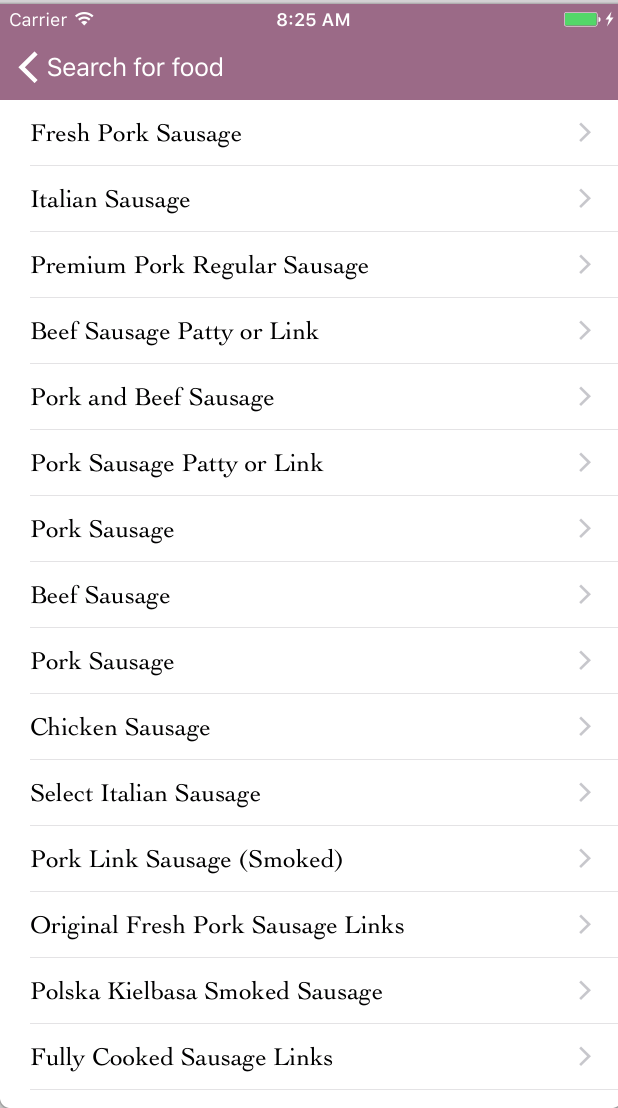 Carrier 8:25 AM
Search for food
Fresh Pork Sausage
Italian Sausage
Premium Pork Regular Sausage
Beef Sausage Patty or Link
Pork and Beef Sausage
Pork Sausage Patty or Link
Pork Sausage
Beef Sausage
Pork Sausage
Chicken Sausage
Select Italian Sausage
Pork Link Sausage (Smoked)
Original Fresh Pork Sausage Links
Polska Kielbasa Smoked Sausage
Fully Cooked Sausage Links